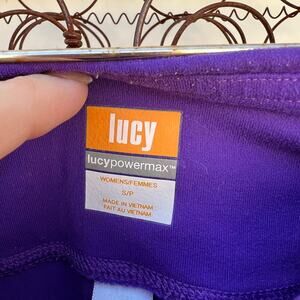 lucy
lucypowermax™
WOMENS/FEMMES
S/P
MADE IN VIETNAM
FAIT AU VIETNAM